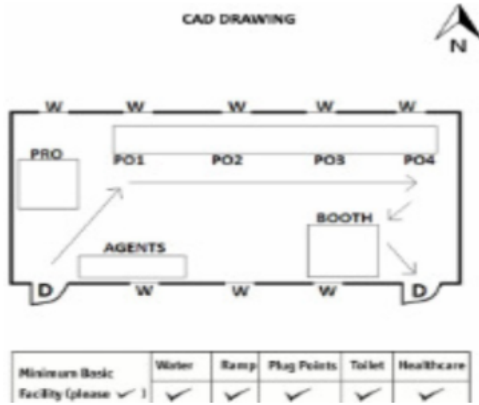 CAD DRAWING
N
W W W W W
PRO
PO1 PO2 PO3 PO4
BOOTH
AGENTS
D W W W D
Minimum Basic Facility (please ✓) Water Ramp Plug Points Toilet Healthcare
✓ ✓ ✓ ✓ ✓